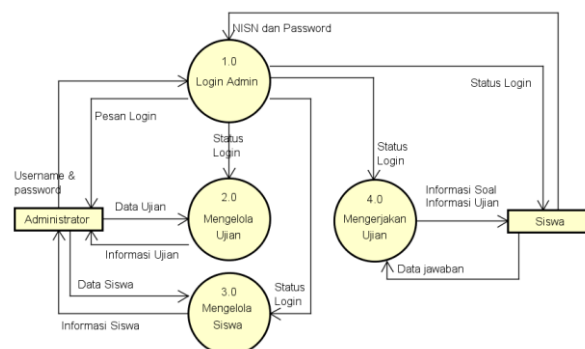 NISN dan Password
1.0
Login Admin
Status Login
Pesan Login
Status
Login
Status
Login
Username &
password
2.0
Mengelola
Ujian
4.0
Mengerjakan
Ujian
Informasi Soal
Informasi Ujian
Administrator
Data Ujian
Siswa
Informasi Ujian
Data jawaban
Data Siswa
3.0
Mengelola
Siswa
Status
Login
Informasi Siswa